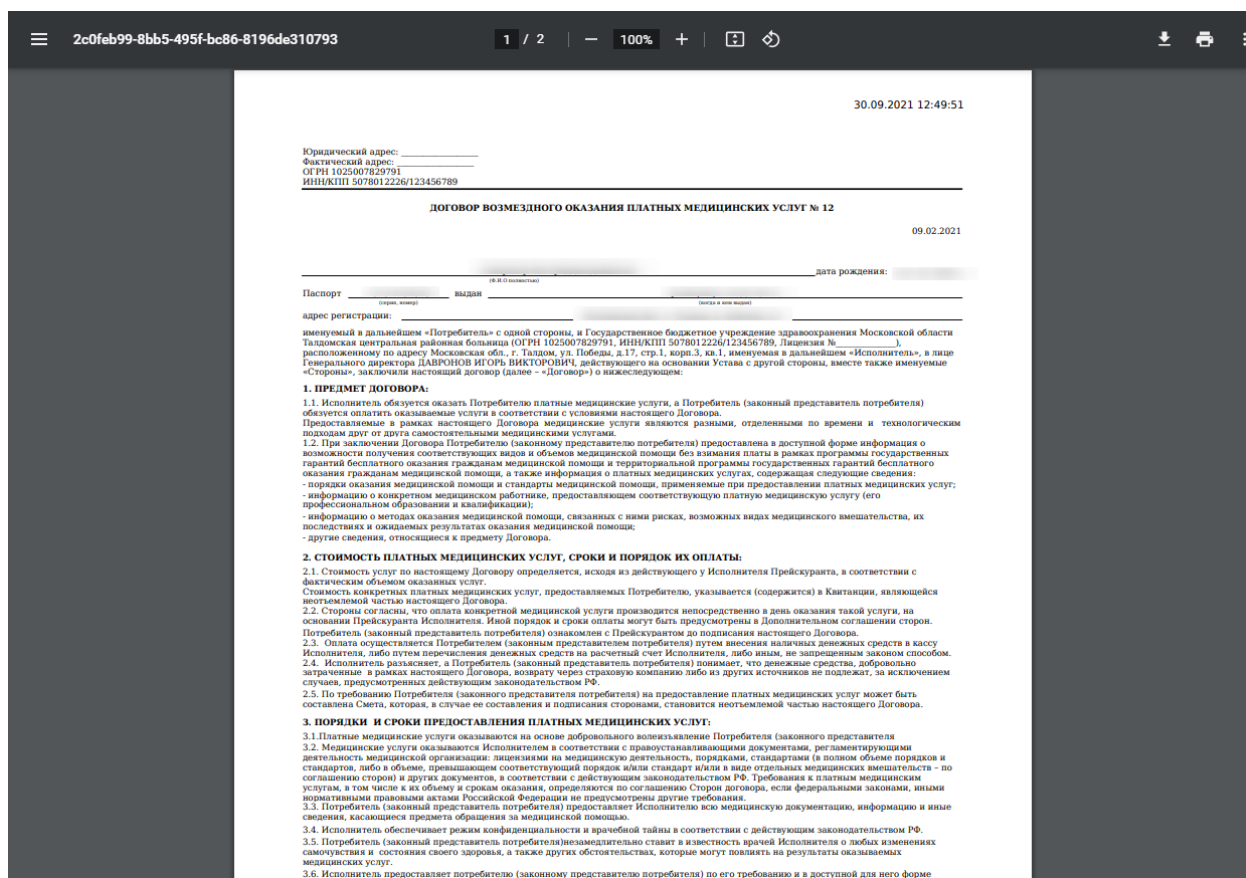 2c0feb99-8bb5-495f-bc86-8196de310793
1 / 2
100%
30.09.2021 12:49:51
Юридический адрес: __________________
Фактический адрес: __________________
ОГРН 1025007829791
ИНН/КПП 5078012226/123456789
ДОГОВОР ВОЗМЕЗДНОГО ОКАЗАНИЯ ПЛАТНЫХ МЕДИЦИНСКИХ УСЛУГ № 12
09.02.2021
дата рождения:
(Ф.И.О полностью)
Паспорт выдан
(серия, номер) (когда и кем выдан)
адрес регистрации:
именуемый в дальнейшем «Потребитель» с одной стороны, и Государственное бюджетное учреждение здравоохранения Московской области
Талдомская центральная районная больница (ОГРН 1025007829791, ИНН/КПП 5078012226/123456789, Лицензия №______________),
расположенному по адресу Московская обл., г. Талдом, ул. Победы, д.17, стр.1, корп.3, кв.1, именуемая в дальнейшем «Исполнитель», в лице
Генерального директора ДАВРОНОВ ИГОРЬ ВИКТОРОВИЧ, действующего на основании Устава с другой стороны, вместе также именуемые
«Стороны», заключили настоящий договор (далее – «Договор») о нижеследующем:
1. ПРЕДМЕТ ДОГОВОРА:
1.1. Исполнитель обязуется оказать Потребителю платные медицинские услуги, а Потребитель (законный представитель потребителя)
обязуется оплатить оказываемые услуги в соответствии с условиями настоящего Договора.
Предоставляемые в рамках настоящего Договора медицинские услуги являются разными, отделенными по времени и технологическим
подходам друг от друга самостоятельными медицинскими услугами.
1.2. При заключении Договора Потребителю (законному представителю потребителя) предоставлена в доступной форме информация о
возможности получения соответствующих видов и объемов медицинской помощи без взимания платы в рамках программы государственных
гарантий бесплатного оказания гражданам медицинской помощи и территориальной программы государственных гарантий бесплатного
оказания гражданам медицинской помощи, а также информация о платных медицинских услугах, содержащая следующие сведения:
- порядки оказания медицинской помощи и стандарты медицинской помощи, применяемые при предоставлении платных медицинских услуг;
- информацию о конкретном медицинском работнике, предоставляющем соответствующую платную медицинскую услугу (его
профессиональном образовании и квалификации);
- информацию о методах оказания медицинской помощи, связанных с ними рисках, возможных видах медицинского вмешательства, их
последствиях и ожидаемых результатах оказания медицинской помощи;
- другие сведения, относящиеся к предмету Договора.
2. СТОИМОСТЬ ПЛАТНЫХ МЕДИЦИНСКИХ УСЛУГ, СРОКИ И ПОРЯДОК ИХ ОПЛАТЫ:
2.1. Стоимость услуг по настоящему Договору определяется, исходя из действующего у Исполнителя Прейскуранта, в соответствии с
фактическим объемом оказанных услуг.
Стоимость конкретных платных медицинских услуг, предоставляемых Потребителю, указывается (содержится) в Квитанции, являющейся
неотъемлемой частью настоящего Договора.
2.2. Стороны согласны, что оплата конкретной медицинской услуги производится непосредственно в день оказания такой услуги, на
основании Прейскуранта Исполнителя. Иной порядок и сроки оплаты могут быть предусмотрены в Дополнительном соглашении сторон.
Потребитель (законный представитель потребителя) ознакомлен с Прейскурантом до подписания настоящего Договора.
2.3. Оплата осуществляется Потребителем (законным представителем потребителя) путем внесения наличных денежных средств в кассу
Исполнителя, либо путем перечисления денежных средств на расчетный счет Исполнителя, либо иным, не запрещенным законом способом.
2.4. Исполнитель разъясняет, а Потребитель (законный представитель потребителя) понимает, что денежные средства, добровольно
затраченные в рамках настоящего Договора, возврату через страховую компанию либо из других источников не подлежат, за исключением
случаев, предусмотренных действующим законодательством РФ.
2.5. По требованию Потребителя (законного представителя потребителя) на предоставление платных медицинских услуг может быть
составлена Смета, которая, в случае ее составления и подписания сторонами, становится неотъемлемой частью настоящего Договора.
3. ПОРЯДКИ И СРОКИ ПРЕДОСТАВЛЕНИЯ ПЛАТНЫХ МЕДИЦИНСКИХ УСЛУГ:
3.1.Платные медицинские услуги оказываются на основе добровольного волеизъявление Потребителя (законного представителя
3.2. Медицинские услуги оказываются Исполнителем в соответствии с правоустанавливающими документами, регламентирующими
деятельность медицинской организации: лицензиями на медицинскую деятельность, порядками, стандартами (в полном объеме порядков и
стандартов, либо в объеме, превышающем соответствующий порядок и/или стандарт и/или в виде отдельных медицинских вмешательств – по
соглашению сторон) и других документов, в соответствии с действующим законодательством РФ. Требования к платным медицинским
услугам, в том числе к их объему и срокам оказания, определяются по соглашению Сторон договора, если федеральными законами, иными
нормативными правовыми актами Российской Федерации не предусмотрены другие требования.
3.3. Потребитель (законный представитель потребителя) предоставляет Исполнителю всю медицинскую документацию, информацию и иные
сведения, касающиеся предмета обращения за медицинской помощью.
3.4. Исполнитель обеспечивает режим конфиденциальности и врачебной тайны в соответствии с действующим законодательством РФ.
3.5. Потребитель (законный представитель потребителя)незамедлительно ставит в известность врачей Исполнителя о любых изменениях
самочувствия и состояния своего здоровья, а также других обстоятельствах, которые могут повлиять на результаты оказываемых
медицинских услуг.
3.6. Исполнитель предоставляет потребителю (законному представителю потребителя) по его требованию и в доступной для него форме